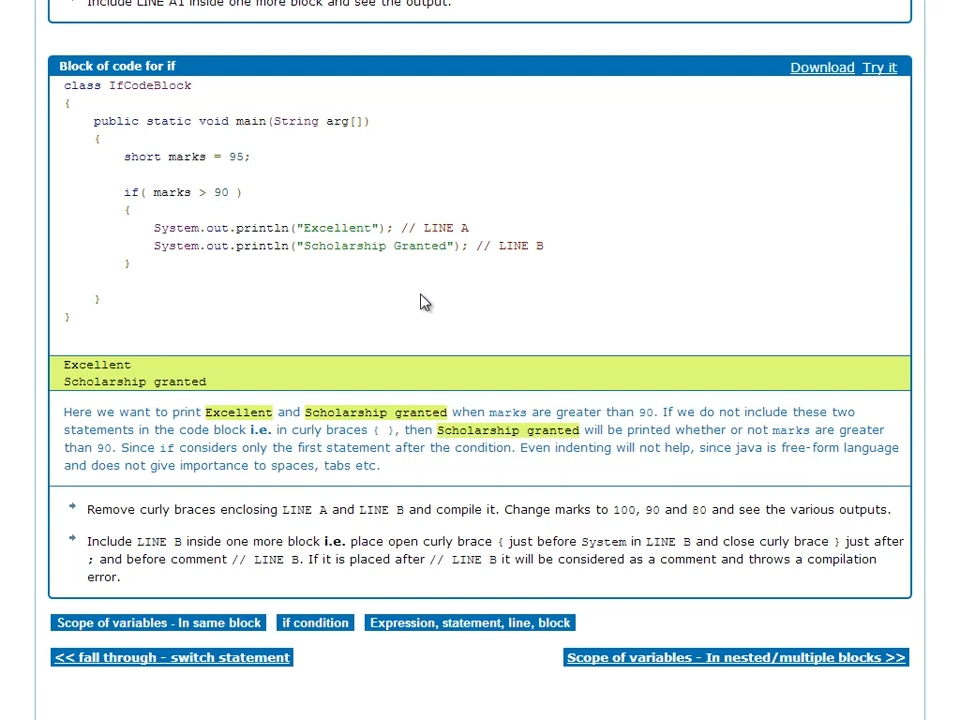 Include LINE A1 inside one more block and see the output.
Block of code for if
Download Try it
class IfCodeBlock
{
public static void main(String arg[])
{
short marks = 95;
if( marks > 90 )
{
System.out.println("Excellent"); // LINE A
System.out.println("Scholarship Granted"); // LINE B
}
}
}
Excellent
Scholarship granted
Here we want to print Excellent and Scholarship granted when marks are greater than 90. If we do not include these two
statements in the code block i.e. in curly braces { }, then Scholarship granted will be printed whether or not marks are greater
than 90. Since if considers only the first statement after the condition. Even indenting will not help, since java is free-form language
and does not give importance to spaces, tabs etc.
Remove curly braces enclosing LINE A and LINE B and compile it. Change marks to 100, 90 and 80 and see the various outputs.
Include LINE B inside one more block i.e. place open curly brace { just before System in LINE B and close curly brace } just after
; and before comment // LINE B. If it is placed after // LINE B it will be considered as a comment and throws a compilation
error.
Scope of variables - In same block if condition Expression, statement, line, block
<< fall through - switch statement Scope of variables - In nested/multiple blocks >>